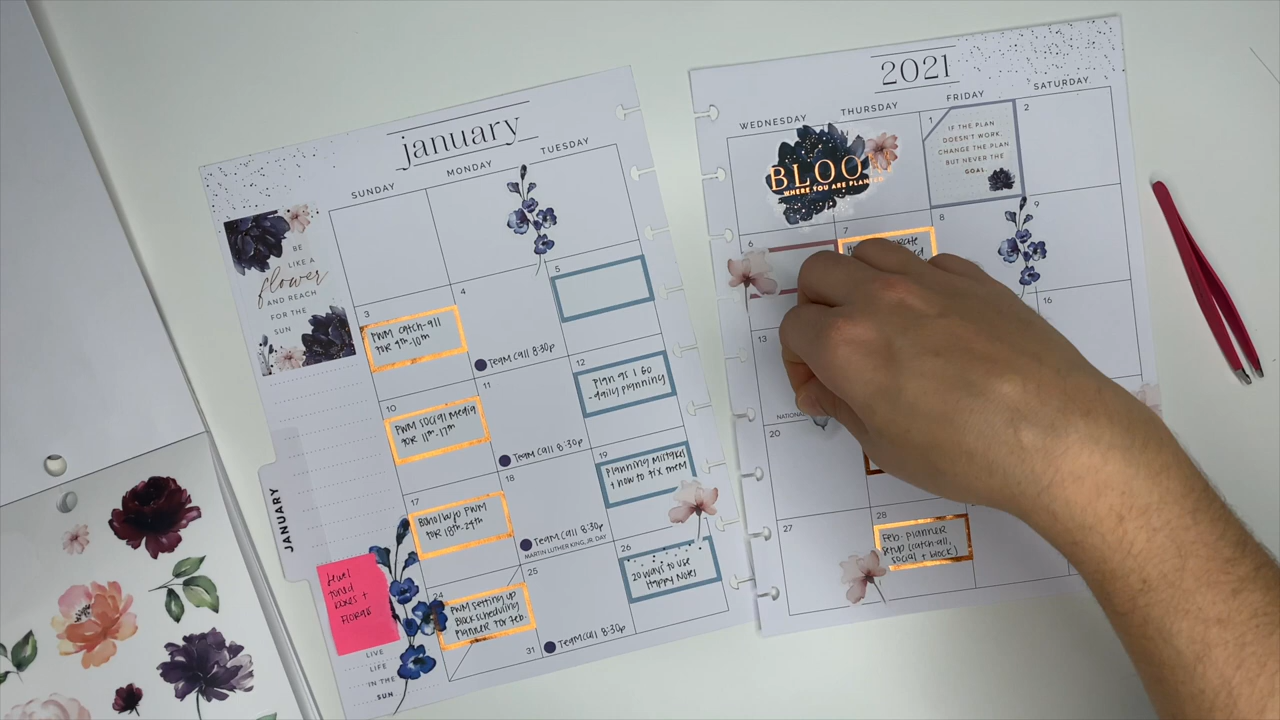 january
SUNDAY
MONDAY
TUESDAY
BE
LIKE A
flower
AND REACH
FOR THE
SUN
3
PWM catch-all
for 4th-10th
4
Team call 8:30p
5
10
PWM social media
for 11th-17th
11
Team call 8:30p
12
Plan as I go
-daily planning
17
for 18th-24th
18
Team call 8:30p
MARTIN LUTHER KING, JR. DAY
19
Planning mistakes
+ how to fix them
24
PWM setting up
Blockscheduling
planner for Feb.
25
31
Team call 8:30p
26
20 ways to use
Happy Notes
JANUARY
Jewel
toned
boxes +
Florals
LIVE
LIFE
IN THE
SUN
2021
WEDNESDAY
THURSDAY
FRIDAY
SATURDAY
BLOOM
WHERE YOU ARE PLANTED
1
IF THE PLAN
DOESN'T WORK,
CHANGE THE PLAN
BUT NEVER THE
GOAL.
2
6
7
8
9
13
NATIONAL
16
20
27
28
Feb. planner
setup (catch-all,
social + block)